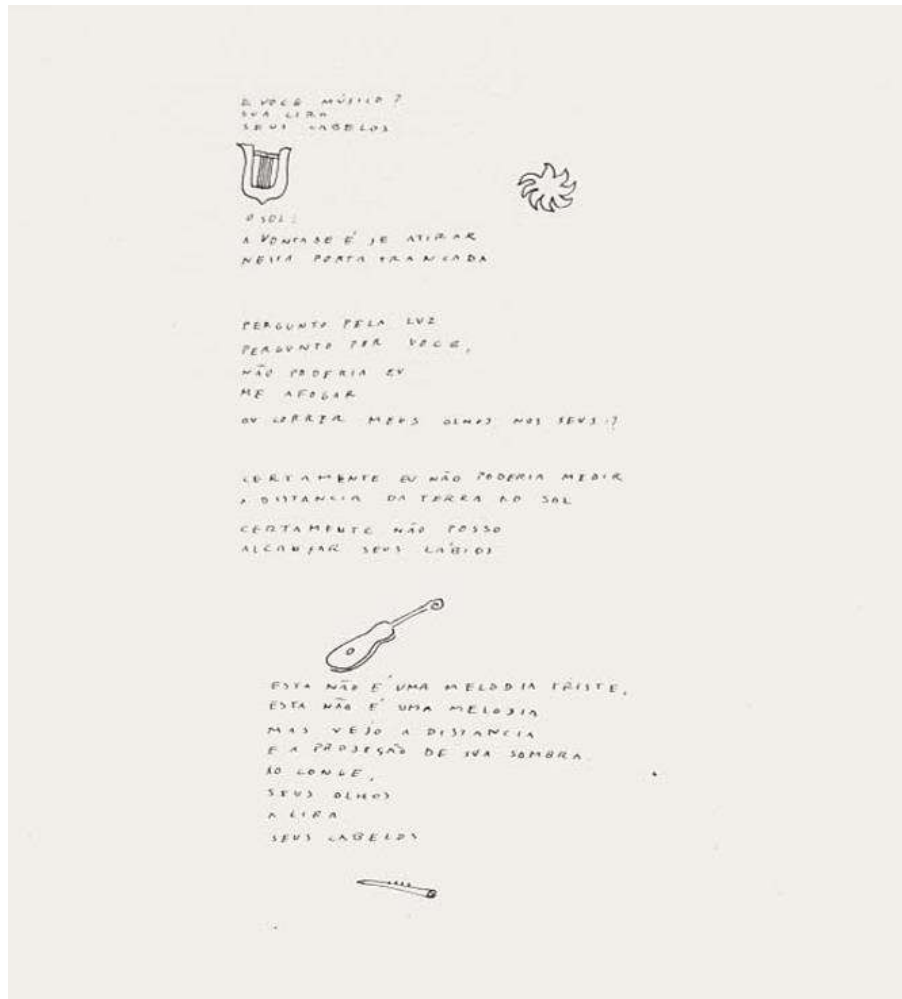 E VOCE MÚSICO?
SUA LIRA
SEUS CABELOS
O SOL:
A VONTADE É SE ATIRAR
NESSA PORTA TRANCADA
PERGUNTO PELA LUZ
PERGUNTO POR VOCE,
NÃO PODERIA EU
ME AFOGAR
OU CORRER MEUS OLHOS NOS SEUS?
CERTAMENTE EU NÃO PODERIA MEDIR
A DISTANCIA DA TERRA AO SOL
CERTAMENTE NÃO POSSO
ALCANÇAR SEUS LÁBIOS
ESTA NÃO É UMA MELODIA TRISTE,
ESTA NÃO É UMA MELODIA
MAS VEJO A DISTANCIA
E A PROJEÇÃO DE SUA SOMBRA.
AO LONGE,
SEUS OLHOS
A LIRA
SEUS CABELOS